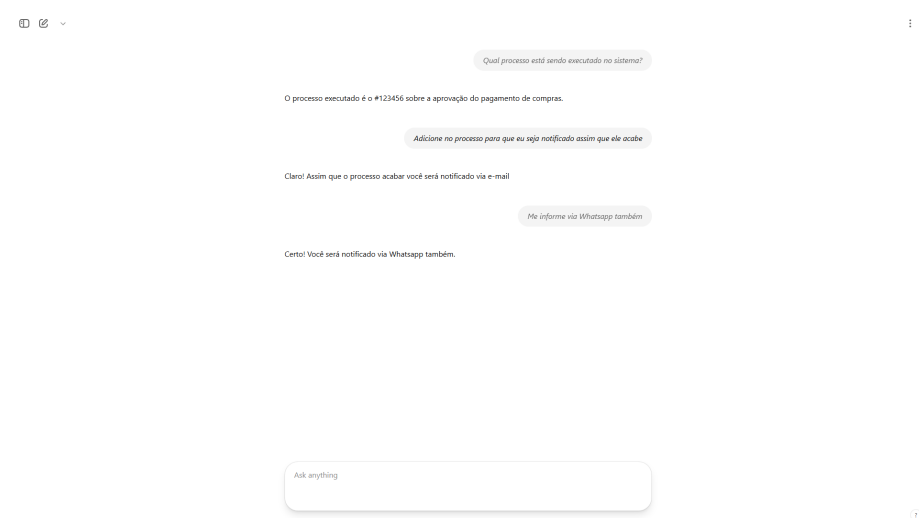 Qual processo está sendo executado no sistema?
O processo executado é o #123456 sobre a aprovação do pagamento de compras.
Adicione no processo para que eu seja notificado assim que ele acabe
Claro! Assim que o processo acabar você será notificado via e-mail
Me informe via Whatsapp também
Certo! Você será notificado via Whatsapp também.
Ask anything
?